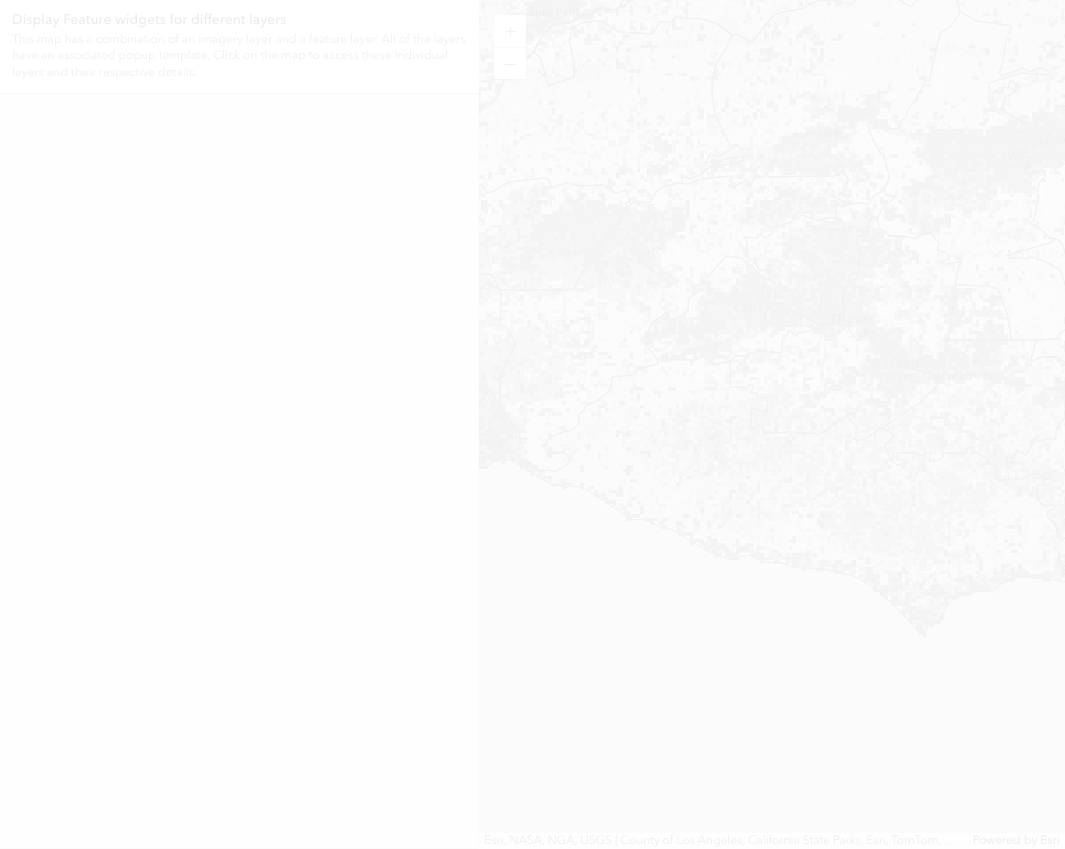 Display Feature widgets for different layers
This map has a combination of an imagery layer and a feature layer. All of the layers
have an associated popup template. Click on the map to access these individual
layers and their respective details.
Esri, NASA, NGA, USGS | County of Los Angeles, California State Parks, Esri, TomTom,
Powered by Esri